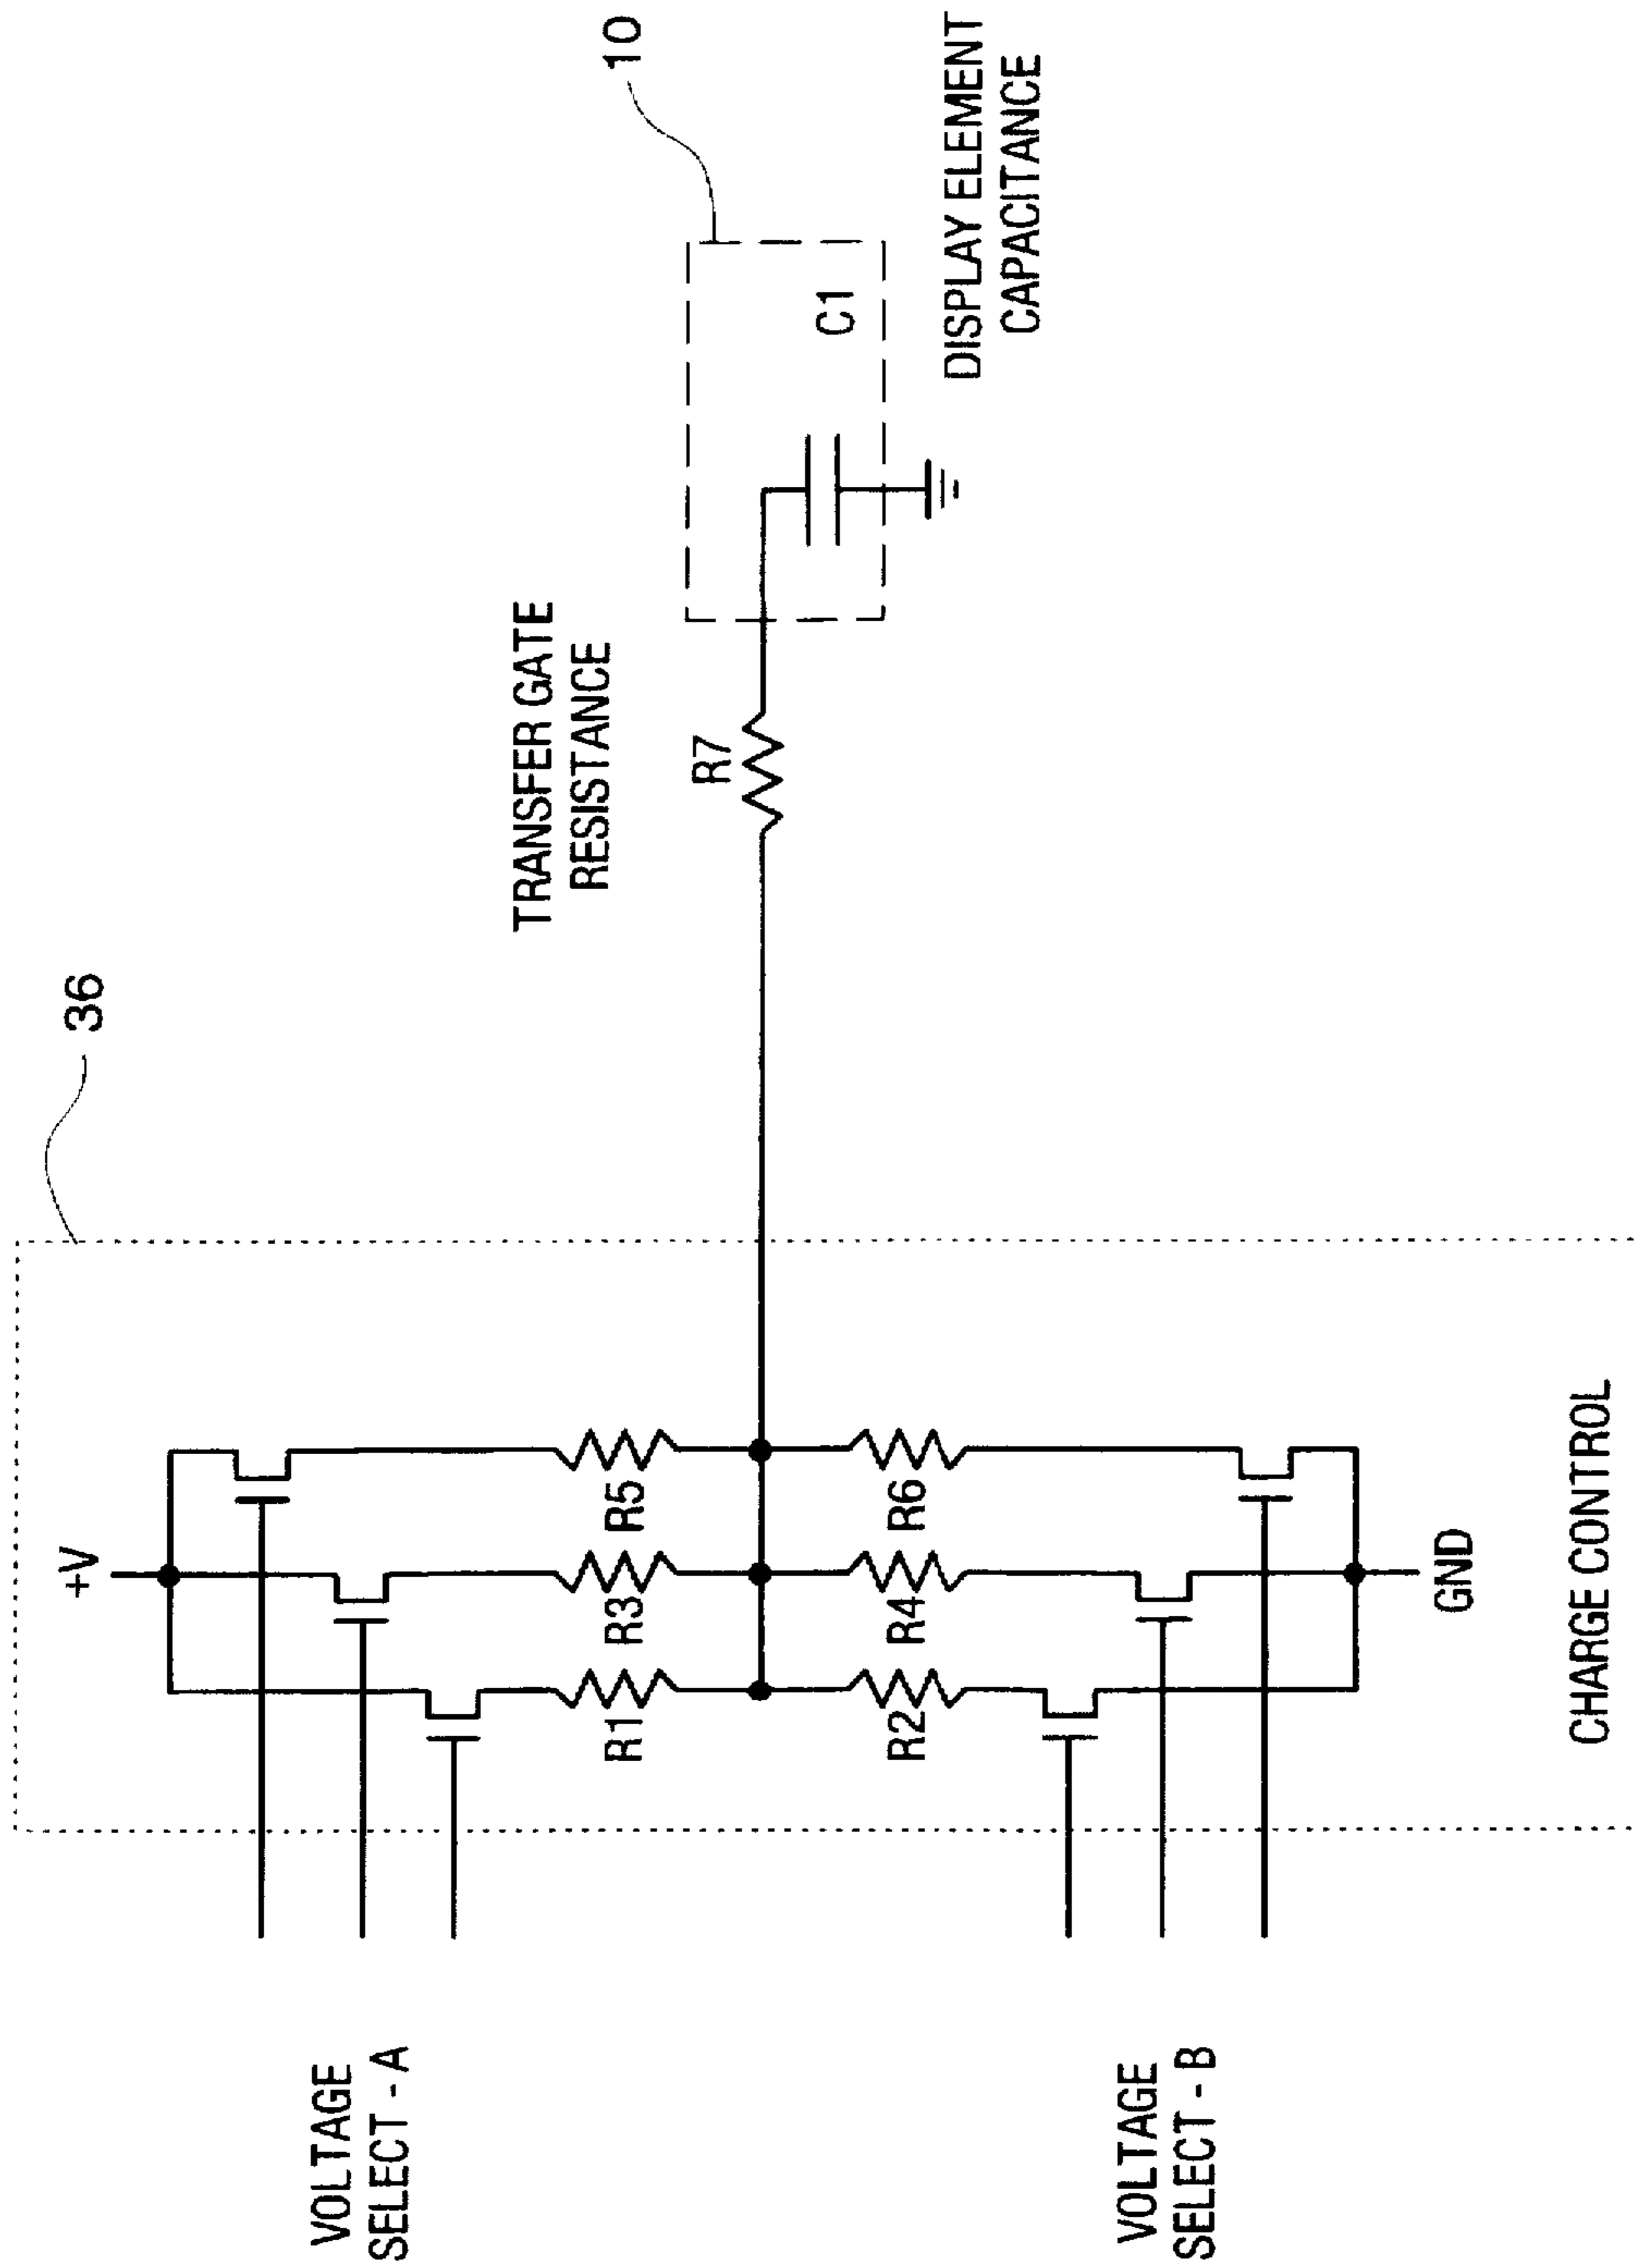 36
+V
VOLTAGE
SELECT - A
R1
R3
R5
TRANSFER GATE
RESISTANCE
R7
10
C1
DISPLAY ELEMENT
CAPACITANCE
R2
R4
R6
VOLTAGE
SELECT - B
GND
CHARGE CONTROL